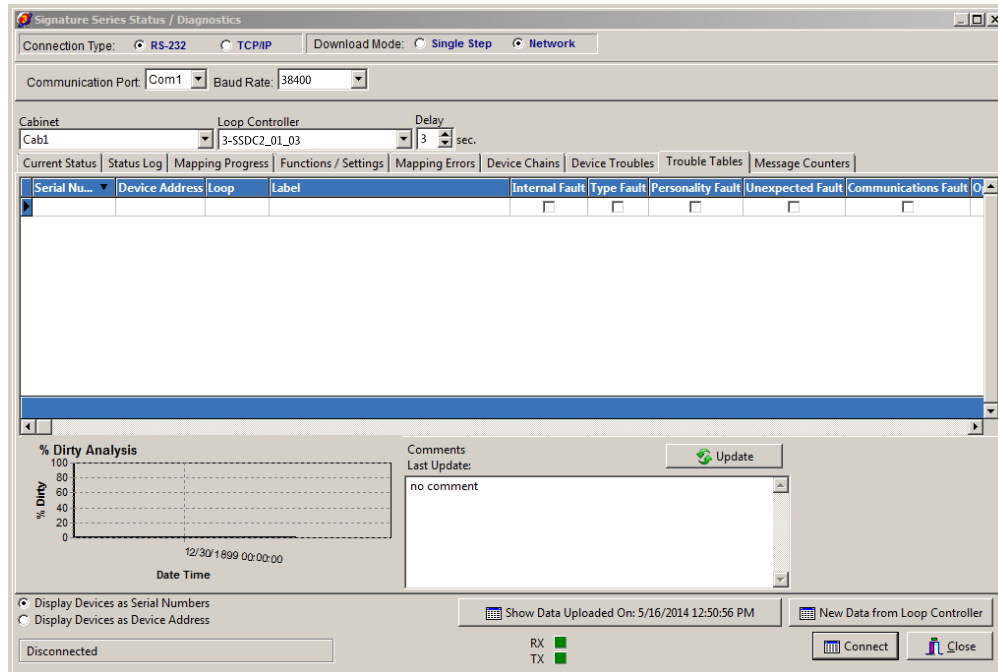 Signature Series Status / Diagnostics
Connection Type: RS-232 TCP/IP Download Mode: Single Step Network
Communication Port: Com1 Baud Rate: 38400
Cabinet Loop Controller Delay
Cab1 3-SSDC2_01_03 3 sec.
Current Status Status Log Mapping Progress Functions / Settings Mapping Errors Device Chains Device Troubles Trouble Tables Message Counters
Serial Nu... Device Address Loop Label Internal Fault Type Fault Personality Fault Unexpected Fault Communications Fault
% Dirty Analysis
Comments
Last Update:
Update
no comment
100
80
60
40
20
0
% Dirty
12/30/1899 00:00:00
Date Time
Display Devices as Serial Numbers
Display Devices as Device Address
Show Data Uploaded On: 5/16/2014 12:50:56 PM New Data from Loop Controller
Disconnected
RX
TX
Connect Close